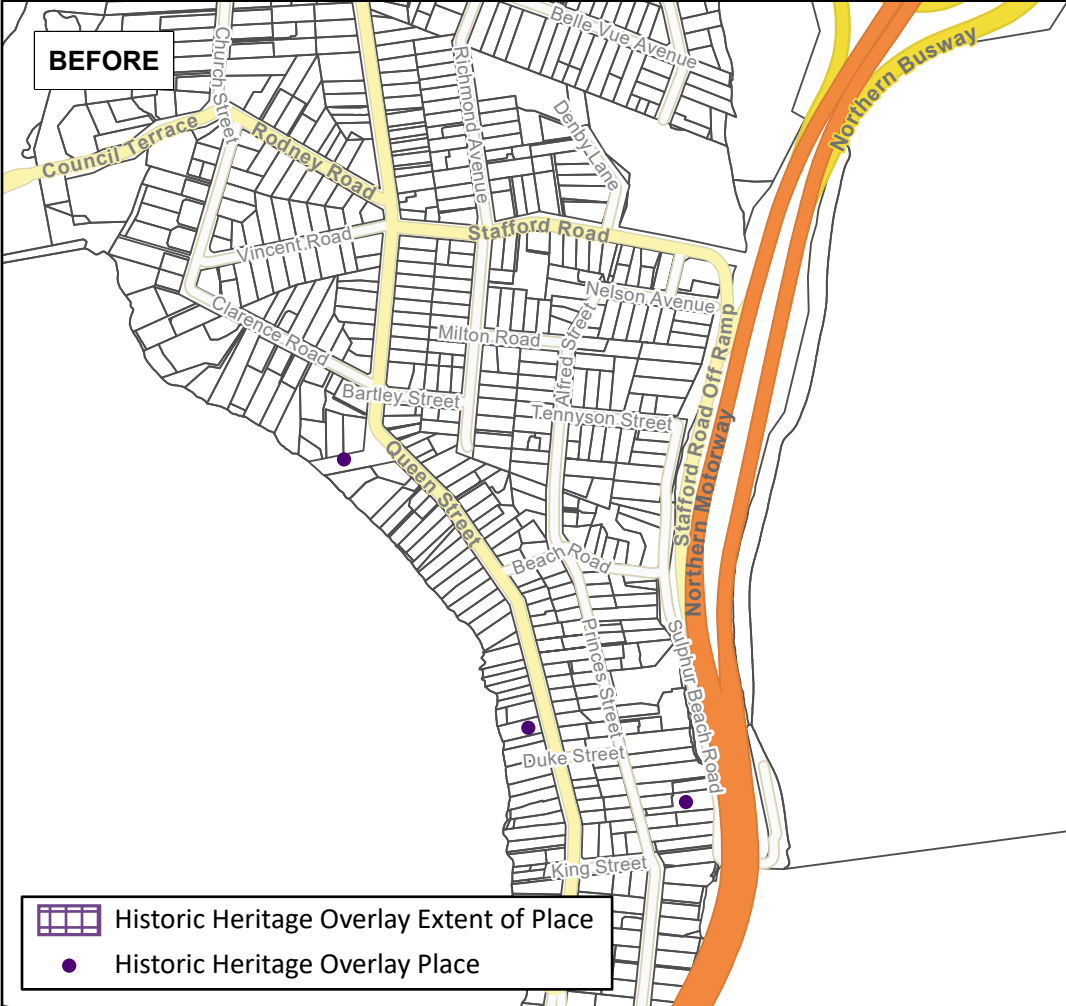 BEFORE
Belle Vue Avenue
Church Street
Richmond Avenue
Northern Busway
Denby Lane
Council Terrace
Rodney Road
Stafford Road
Vincent Road
Nelson Avenue
Clarence Road
Milton Road
Alfred Street
Stafford Road Off Ramp
Bartley Street
Tennyson Street
Northern Motorway
Queen Street
Beach Road
Princes Street
Sulphur Beach Road
Duke Street
King Street
Historic Heritage Overlay Extent of Place
Historic Heritage Overlay Place